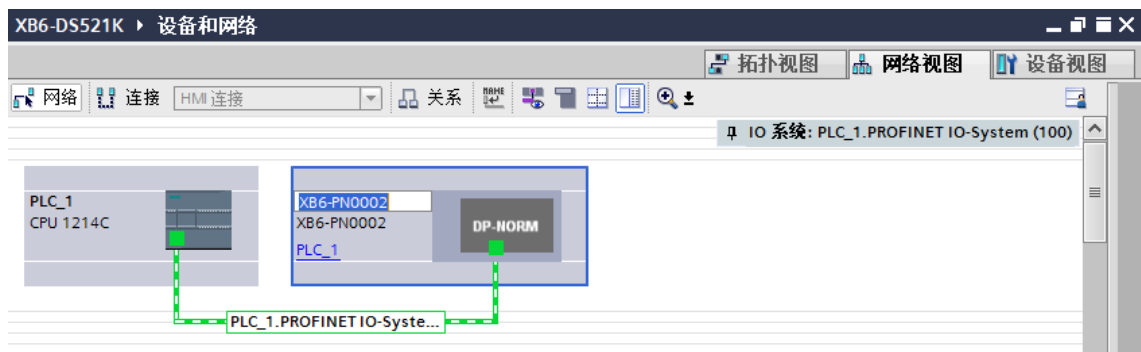 XB6-DS521K ▸ 设备和网络
拓扑视图 网络视图 设备视图
网络 连接 HMI 连接 关系
IO 系统: PLC_1.PROFINET IO-System (100)
PLC_1
CPU 1214C
XB6-PN0002
XB6-PN0002
PLC_1
DP-NORM
PLC_1.PROFINET IO-Syste...